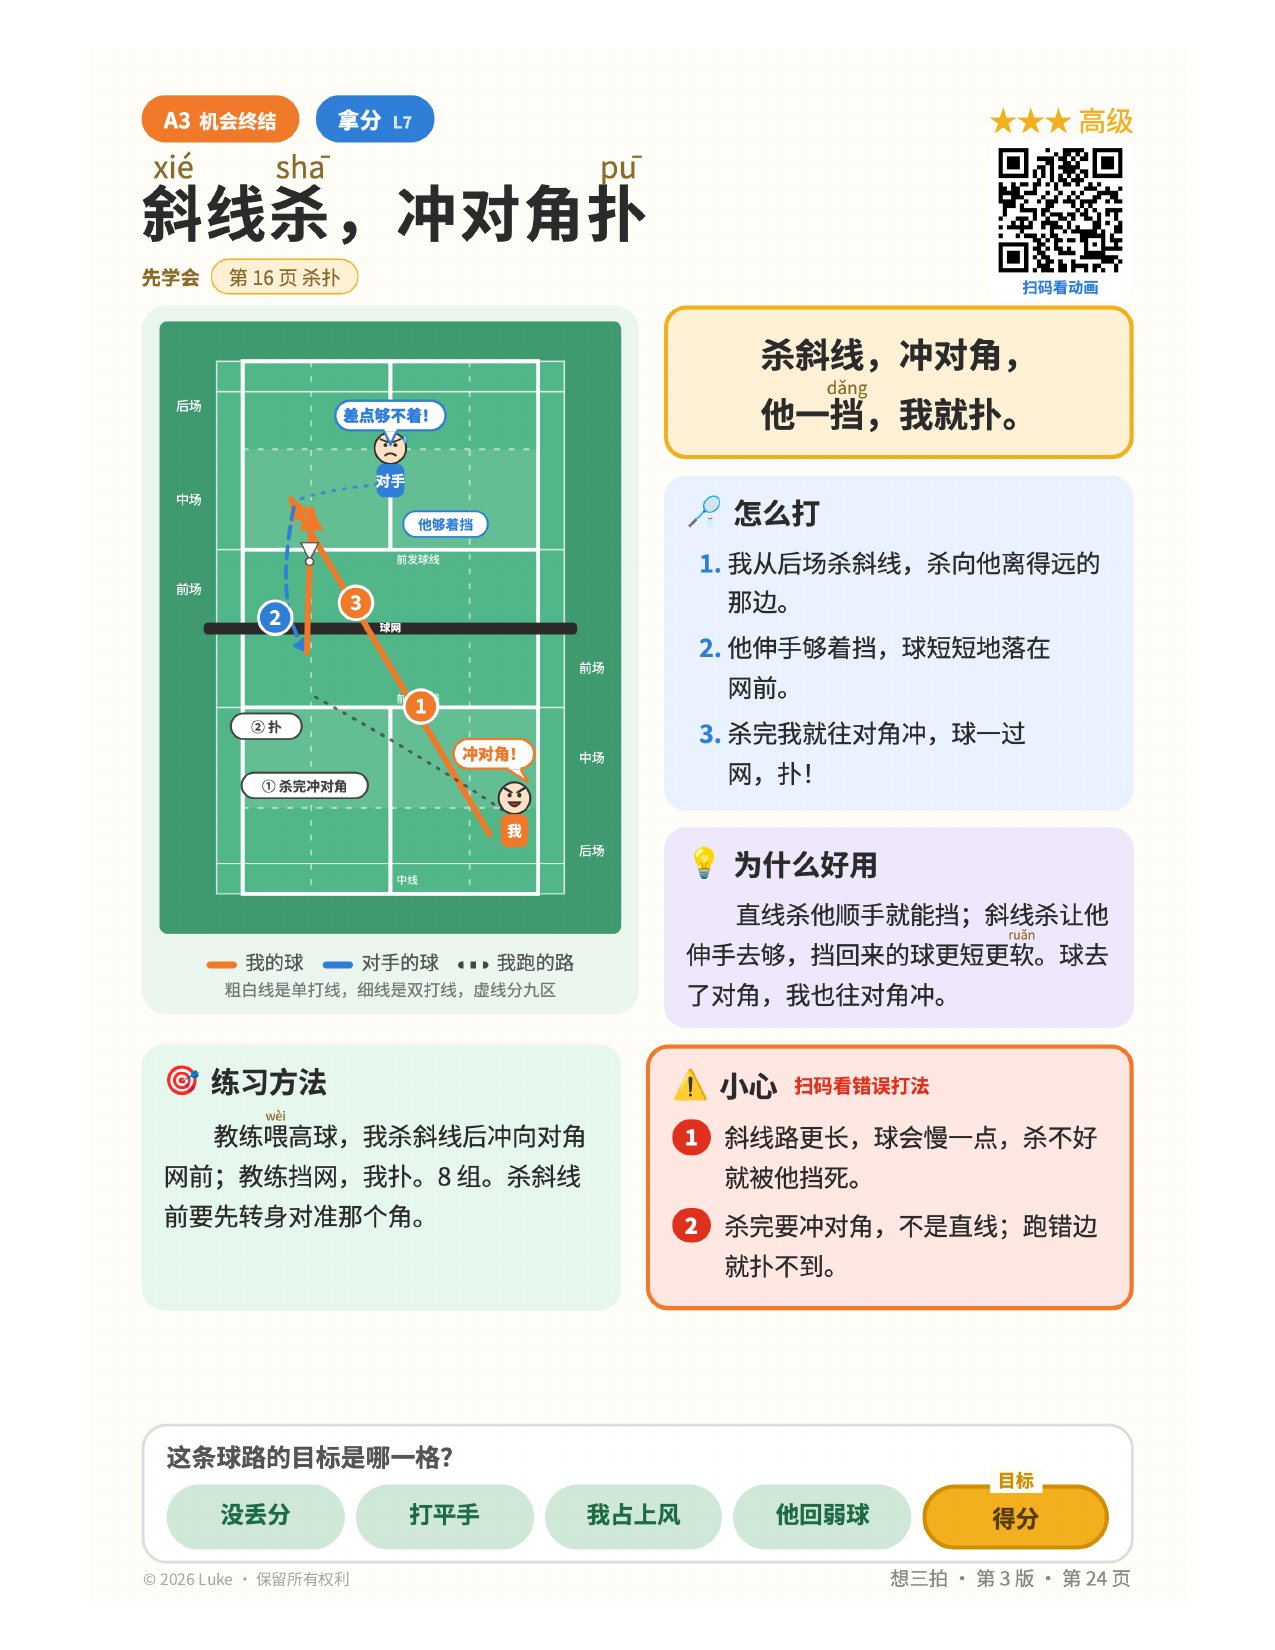 A3 机会终结
拿分 L7
★★★ 高级
xié shā pū
斜线杀，冲对角扑
先学会 第 16 页 杀扑
扫码看动画
后场
中场
前场
差点够不着！
对手
他够着挡
前发球线
2
3
球网
前场
1
② 扑
冲对角！
中场
① 杀完冲对角
我
后场
中线
我的球 对手的球 我跑的路
粗白线是单打线，细线是双打线，虚线分九区
杀斜线，冲对角，
dǎng
他一挡，我就扑。
怎么打
1. 我从后场杀斜线，杀向他离得远的
那边。
2. 他伸手够着挡，球短短地落在
网前。
3. 杀完我就往对角冲，球一过
网，扑！
为什么好用
直线杀他顺手就能挡；斜线杀让他
ruǎn
伸手去够，挡回来的球更短更软。球去
了对角，我也往对角冲。
练习方法
wèi
教练喂高球，我杀斜线后冲向对角
网前；教练挡网，我扑。8 组。杀斜线
前要先转身对准那个角。
小心 扫码看错误打法
1 斜线路更长，球会慢一点，杀不好
就被他挡死。
2 杀完要冲对角，不是直线；跑错边
就扑不到。
这条球路的目标是哪一格？
目标
没丢分 打平手 我占上风 他回弱球 得分
© 2026 Luke · 保留所有权利
想三拍 · 第 3 版 · 第 24 页